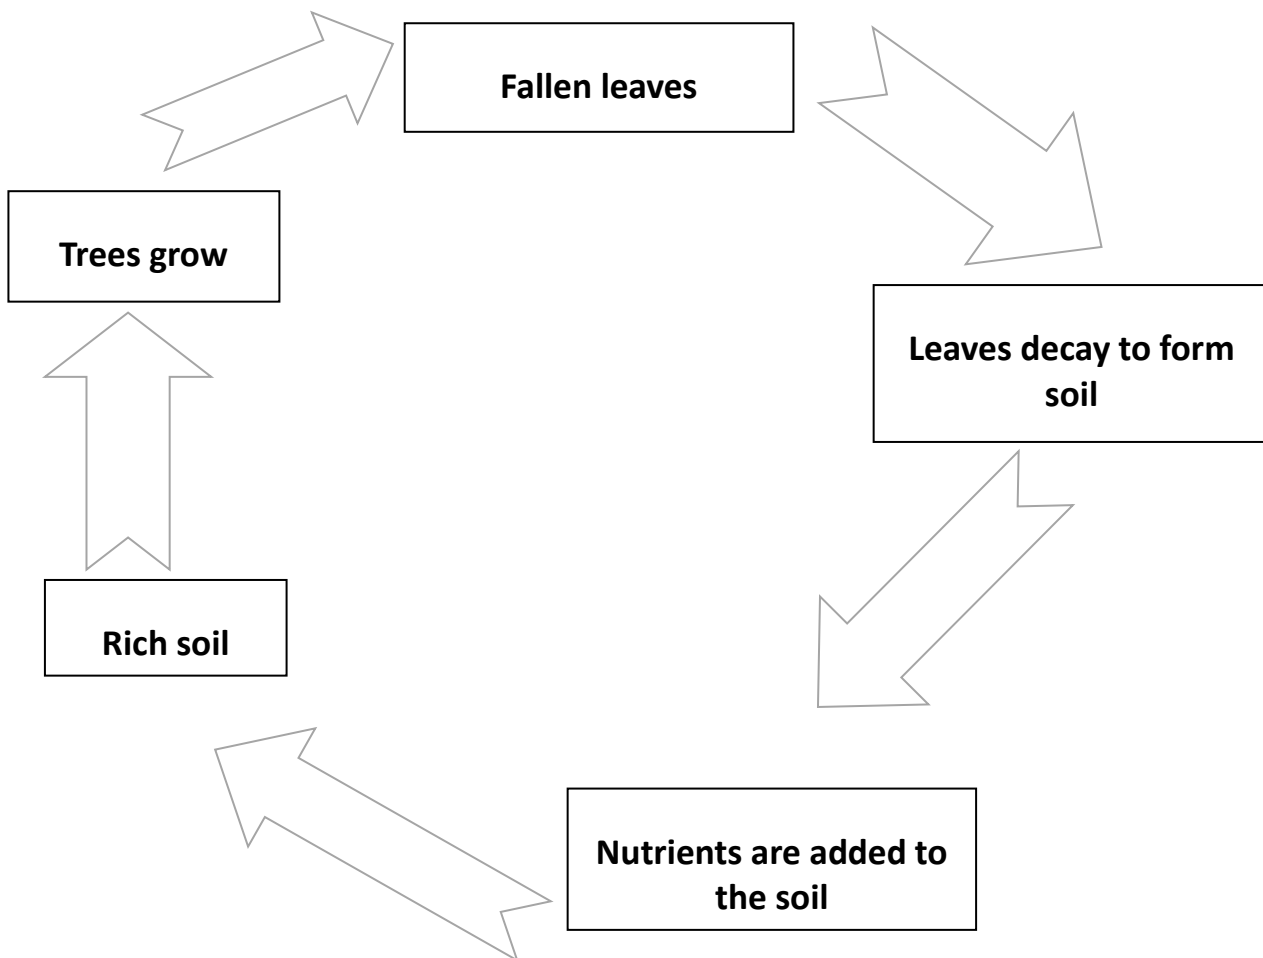 Fallen leaves
Trees grow
Leaves decay to form
soil
Rich soil
Nutrients are added to
the soil